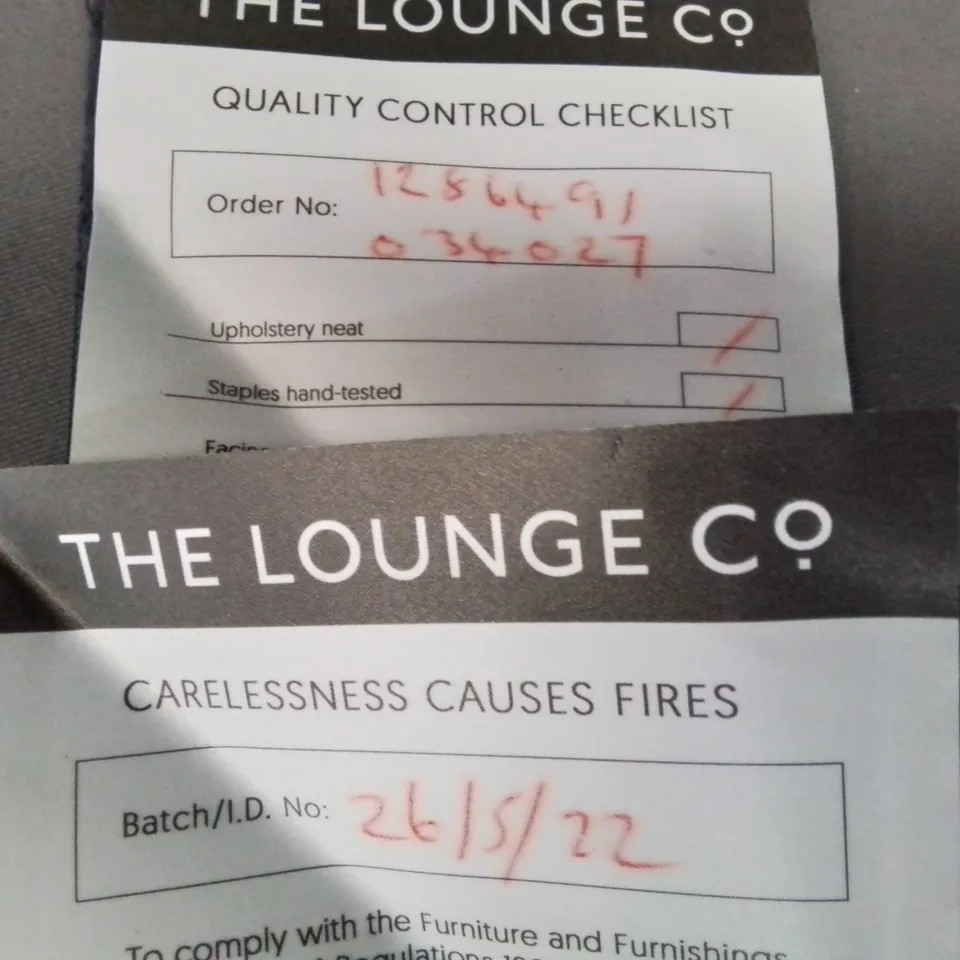 THE LOUNGE Cº
QUALITY CONTROL CHECKLIST
Order No: 1286491/
034027
Upholstery neat /
Staples hand-tested /
THE LOUNGE Cº
CARELESSNESS CAUSES FIRES
Batch/I.D. No: 26/5/22
To comply with the Furniture and Furnishings